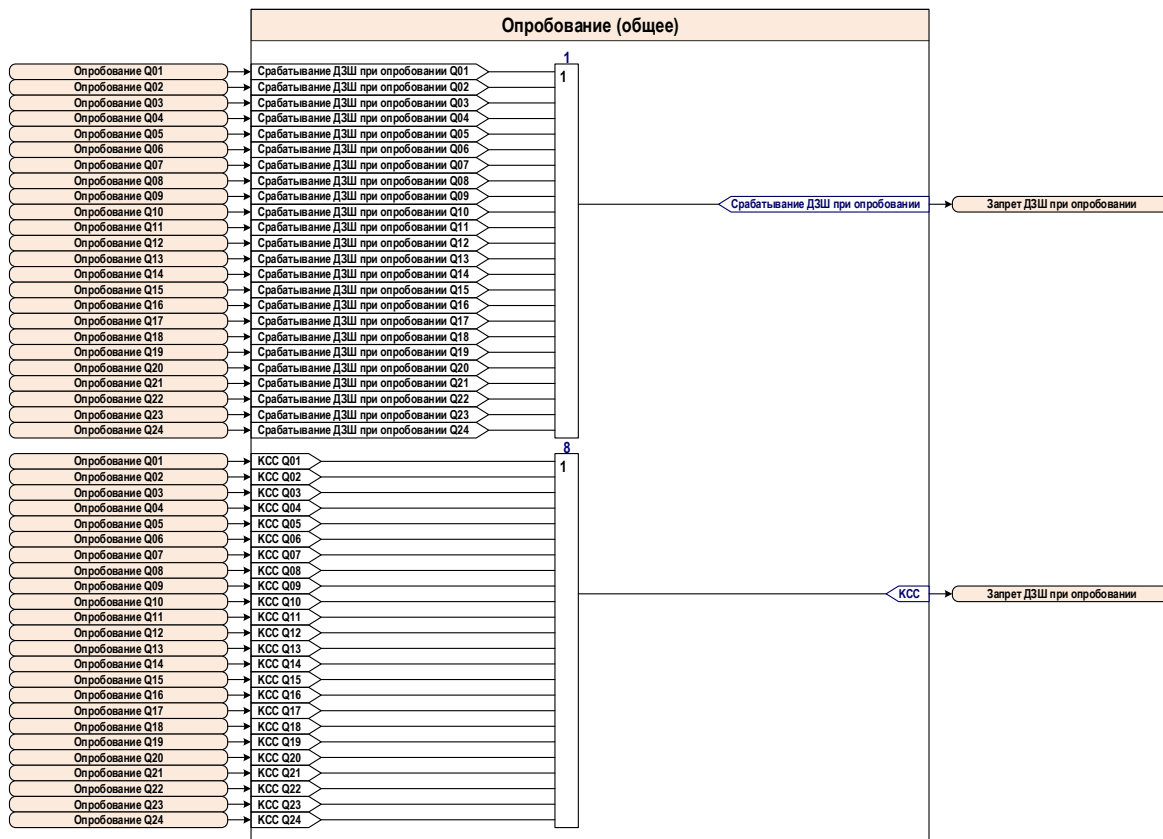 Опробование (общее)
1
1
Опробование Q01 Срабатывание ДЗШ при опробовании Q01
Опробование Q02 Срабатывание ДЗШ при опробовании Q02
Опробование Q03 Срабатывание ДЗШ при опробовании Q03
Опробование Q04 Срабатывание ДЗШ при опробовании Q04
Опробование Q05 Срабатывание ДЗШ при опробовании Q05
Опробование Q06 Срабатывание ДЗШ при опробовании Q06
Опробование Q07 Срабатывание ДЗШ при опробовании Q07
Опробование Q08 Срабатывание ДЗШ при опробовании Q08
Опробование Q09 Срабатывание ДЗШ при опробовании Q09
Срабатывание ДЗШ при опробовании Запрет ДЗШ при опробовании
Опробование Q10 Срабатывание ДЗШ при опробовании Q10
Опробование Q11 Срабатывание ДЗШ при опробовании Q11
Опробование Q12 Срабатывание ДЗШ при опробовании Q12
Опробование Q13 Срабатывание ДЗШ при опробовании Q13
Опробование Q14 Срабатывание ДЗШ при опробовании Q14
Опробование Q15 Срабатывание ДЗШ при опробовании Q15
Опробование Q16 Срабатывание ДЗШ при опробовании Q16
Опробование Q17 Срабатывание ДЗШ при опробовании Q17
Опробование Q18 Срабатывание ДЗШ при опробовании Q18
Опробование Q19 Срабатывание ДЗШ при опробовании Q19
Опробование Q20 Срабатывание ДЗШ при опробовании Q20
Опробование Q21 Срабатывание ДЗШ при опробовании Q21
Опробование Q22 Срабатывание ДЗШ при опробовании Q22
Опробование Q23 Срабатывание ДЗШ при опробовании Q23
Опробование Q24 Срабатывание ДЗШ при опробовании Q24
8
1
Опробование Q01 КСС Q01
Опробование Q02 КСС Q02
Опробование Q03 КСС Q03
Опробование Q04 КСС Q04
Опробование Q05 КСС Q05
Опробование Q06 КСС Q06
Опробование Q07 КСС Q07
Опробование Q08 КСС Q08
Опробование Q09 КСС Q09
КСС Запрет ДЗШ при опробовании
Опробование Q10 КСС Q10
Опробование Q11 КСС Q11
Опробование Q12 КСС Q12
Опробование Q13 КСС Q13
Опробование Q14 КСС Q14
Опробование Q15 КСС Q15
Опробование Q16 КСС Q16
Опробование Q17 КСС Q17
Опробование Q18 КСС Q18
Опробование Q19 КСС Q19
Опробование Q20 КСС Q20
Опробование Q21 КСС Q21
Опробование Q22 КСС Q22
Опробование Q23 КСС Q23
Опробование Q24 КСС Q24